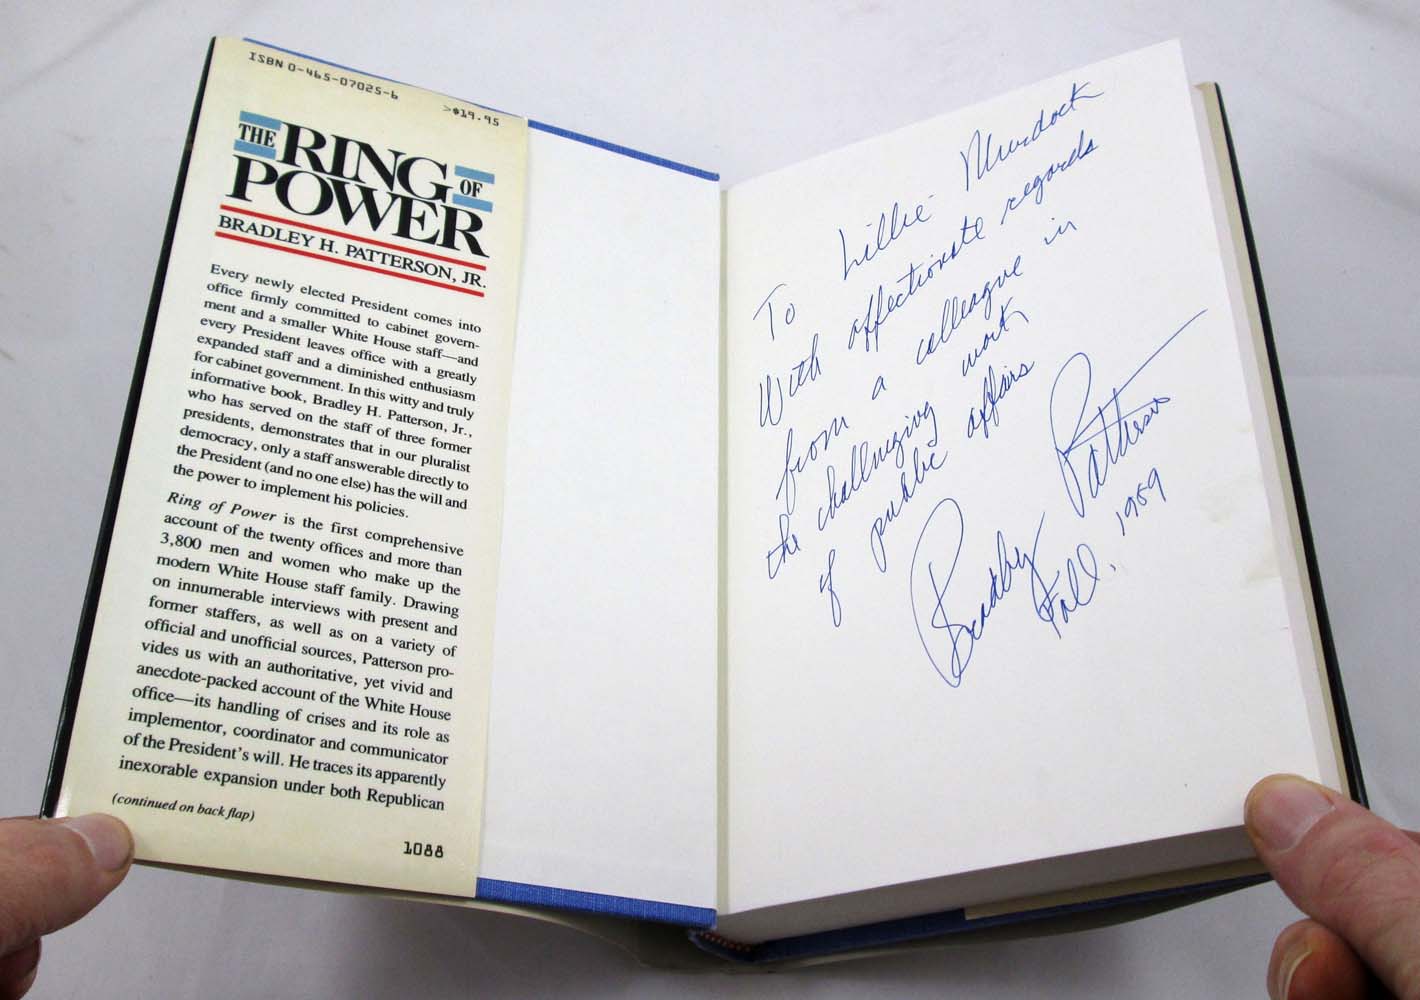 ISBN 0-465-07025-6
>$19.95
THE RING OF
POWER
BRADLEY H. PATTERSON, JR.
Every newly elected President comes into
office firmly committed to cabinet govern-
ment and a smaller White House staff—and
every President leaves office with a greatly
expanded staff and a diminished enthusiasm
for cabinet government. In this witty and truly
informative book, Bradley H. Patterson, Jr.,
who has served on the staff of three former
presidents, demonstrates that in our pluralist
democracy, only a staff answerable directly to
the President (and no one else) has the will and
the power to implement his policies.
Ring of Power is the first comprehensive
account of the twenty offices and more than
3,800 men and women who make up the
modern White House staff family. Drawing
on innumerable interviews with present and
former staffers, as well as on a variety of
official and unofficial sources, Patterson pro-
vides us with an authoritative, yet vivid and
anecdote-packed account of the White House
office—its handling of crises and its role as
implementor, coordinator and communicator
of the President's will. He traces its apparently
inexorable expansion under both Republican
(continued on back flap)
1088
To Lillie Murdock
With affectionate regards
from a colleague in
the challenging work
of public affairs
Bradley Patterson
Fall, 1989